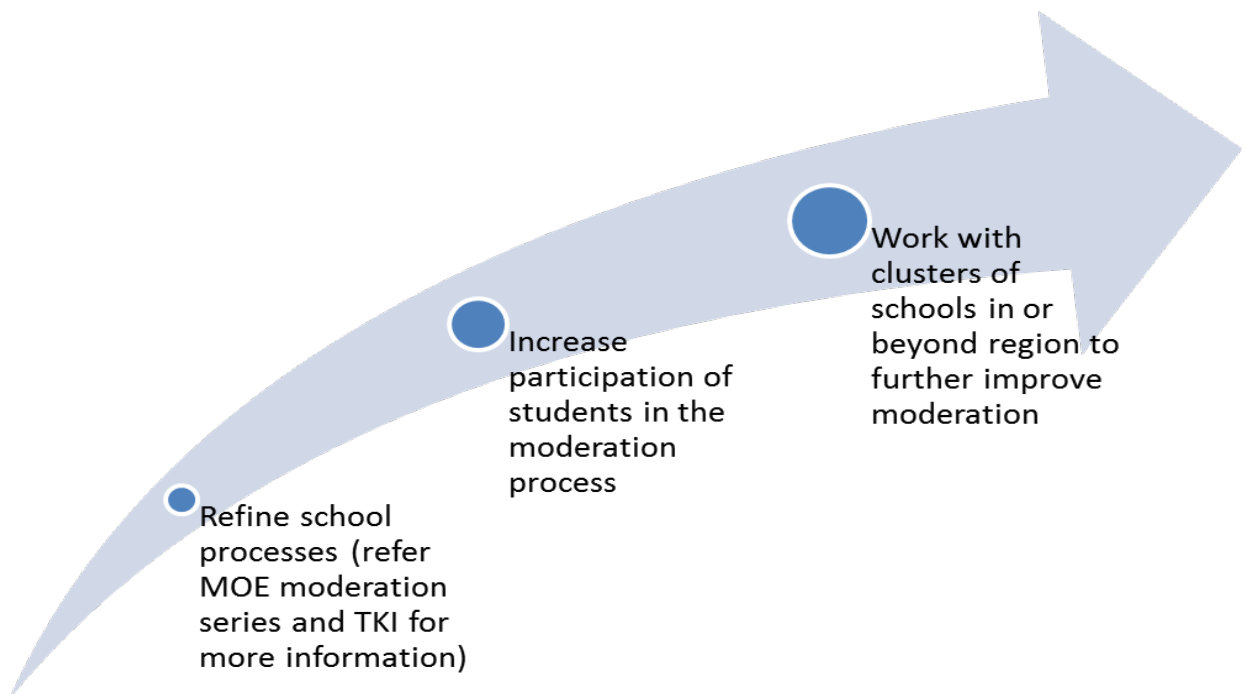 Refine school
processes (refer
MOE moderation
series and TKI for
more information)
Increase
participation of
students in the
moderation
process
Work with
clusters of
schools in or
beyond region to
further improve
moderation